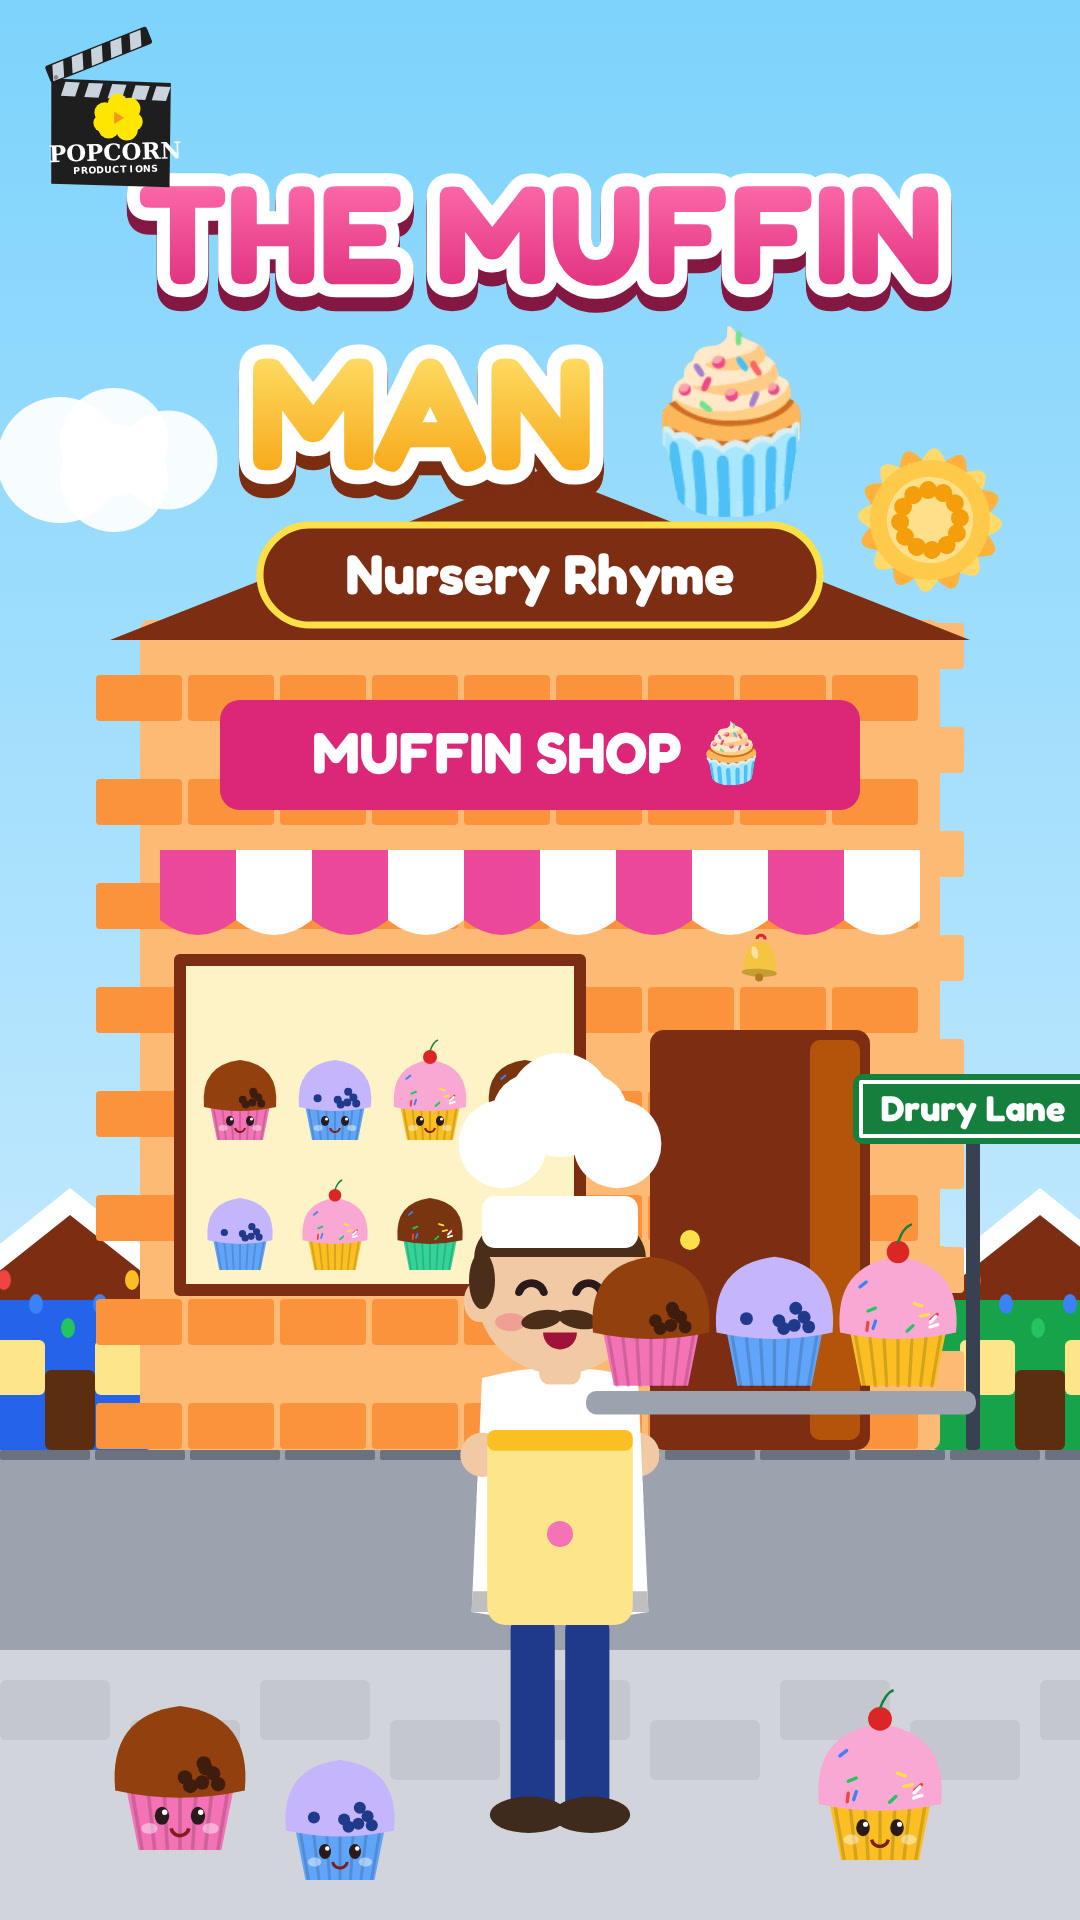 POPCORN
PRODUCTIONS
THE MUFFIN
MAN
Nursery Rhyme
MUFFIN SHOP
Drury Lane